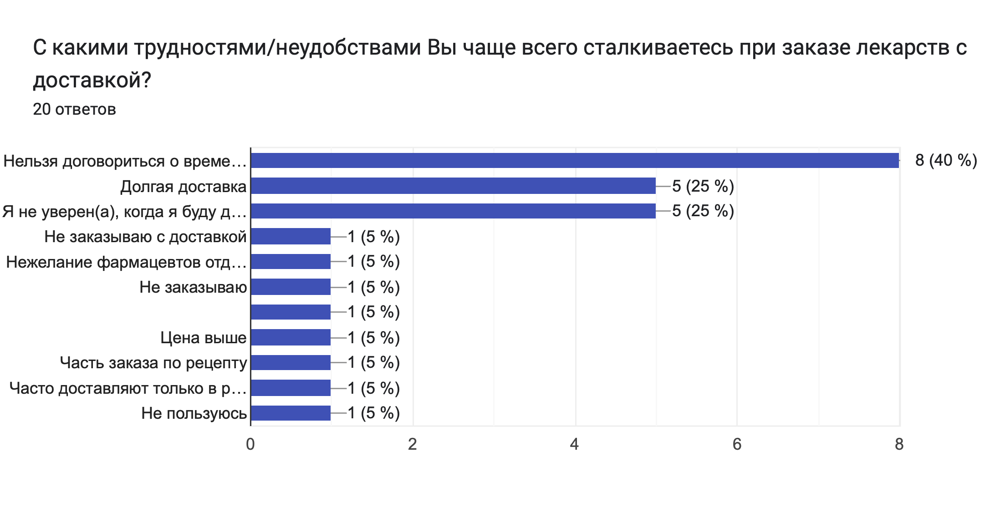 С какими трудностями/неудобствами Вы чаще всего сталкиваетесь при заказе лекарств с
доставкой?
20 ответов
Нельзя договориться о време… 8 (40 %)
Долгая доставка 5 (25 %)
Я не уверен(а), когда я буду д… 5 (25 %)
Не заказываю с доставкой 1 (5 %)
Нежелание фармацевтов отд… 1 (5 %)
Не заказываю 1 (5 %)
1 (5 %)
Цена выше 1 (5 %)
Часть заказа по рецепту 1 (5 %)
Часто доставляют только в р… 1 (5 %)
Не пользуюсь 1 (5 %)
0 2 4 6 8